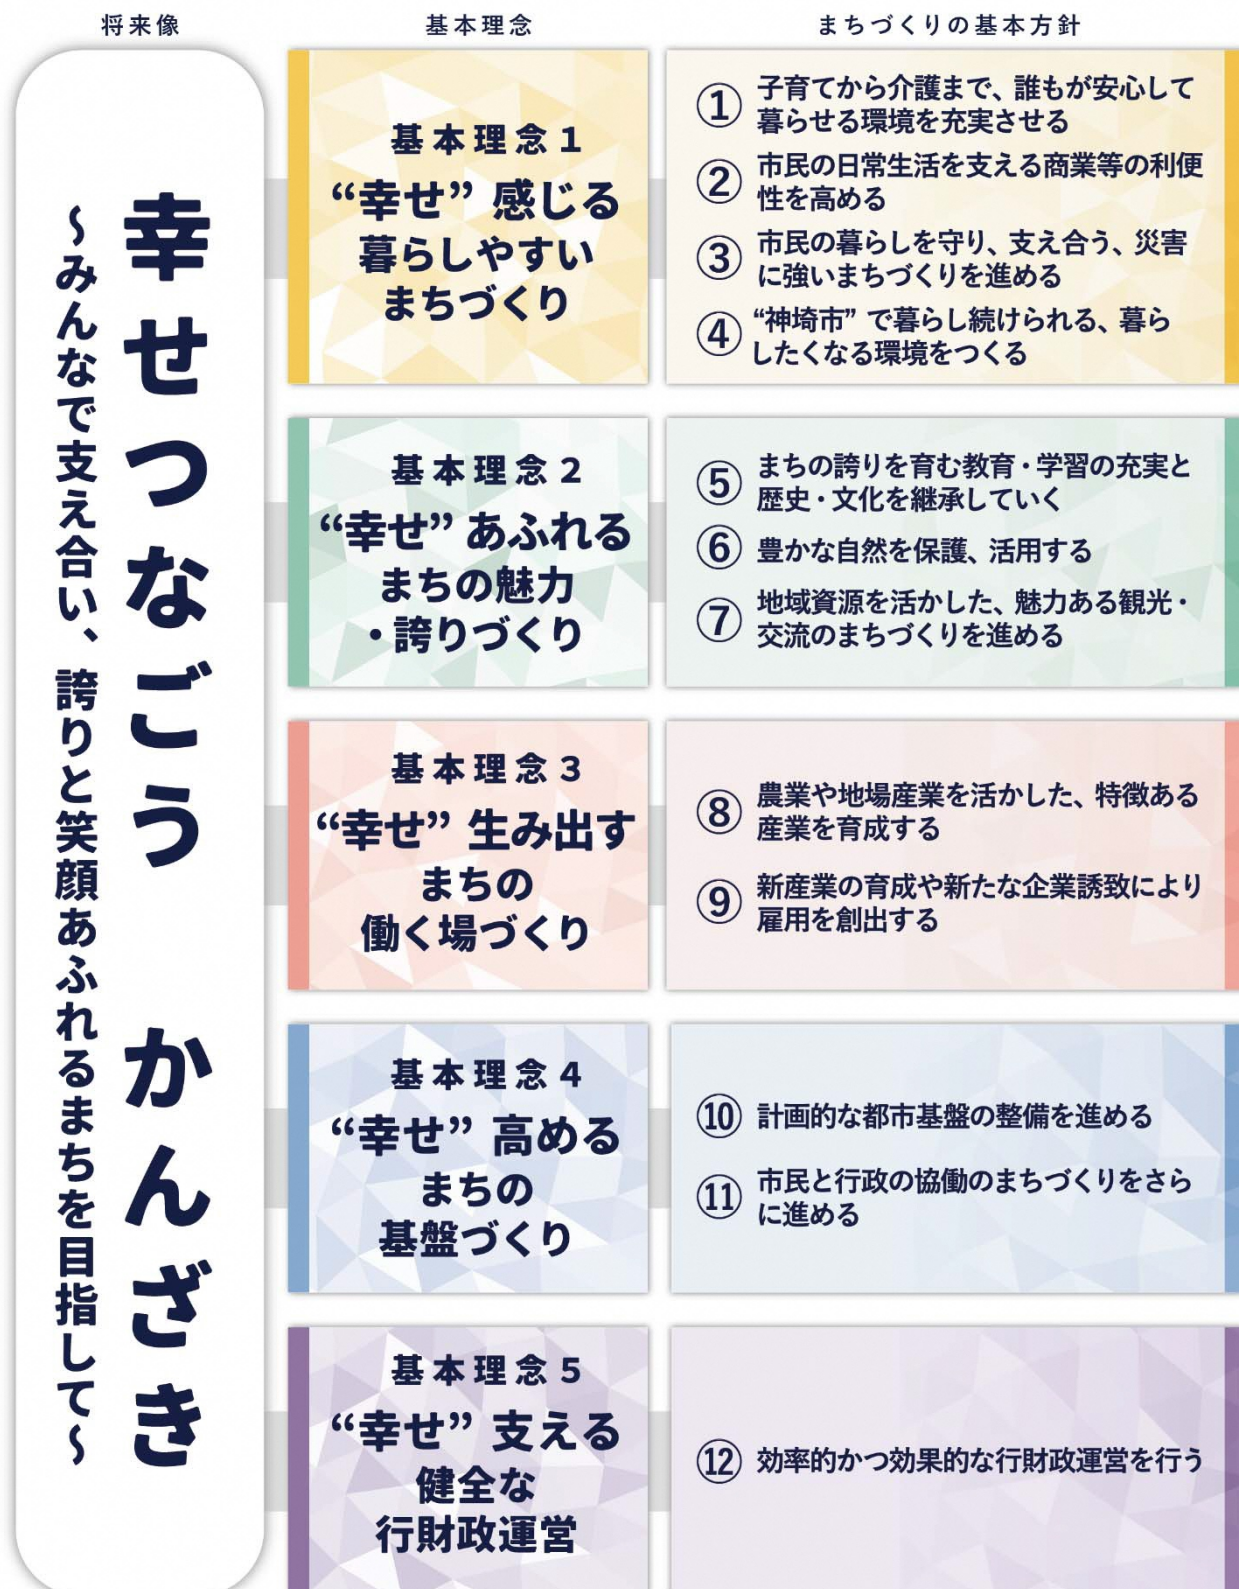 将来像
基本理念
まちづくりの基本方針
幸せつなごう　かんざき
～みんなで支え合い、誇りと笑顔あふれるまちを目指して～
基本理念1
“幸せ” 感じる
暮らしやすい
まちづくり
① 子育てから介護まで、誰もが安心して
暮らせる環境を充実させる
② 市民の日常生活を支える商業等の利便
性を高める
③ 市民の暮らしを守り、支え合う、災害
に強いまちづくりを進める
④ “神埼市” で暮らし続けられる、暮ら
したくなる環境をつくる
基本理念2
“幸せ” あふれる
まちの魅力
・誇りづくり
⑤ まちの誇りを育む教育・学習の充実と
歴史・文化を継承していく
⑥ 豊かな自然を保護、活用する
⑦ 地域資源を活かした、魅力ある観光・
交流のまちづくりを進める
基本理念3
“幸せ” 生み出す
まちの
働く場づくり
⑧ 農業や地場産業を活かした、特徴ある
産業を育成する
⑨ 新産業の育成や新たな企業誘致により
雇用を創出する
基本理念4
“幸せ” 高める
まちの
基盤づくり
⑩ 計画的な都市基盤の整備を進める
⑪ 市民と行政の協働のまちづくりをさら
に進める
基本理念5
“幸せ” 支える
健全な
行財政運営
⑫ 効率的かつ効果的な行財政運営を行う